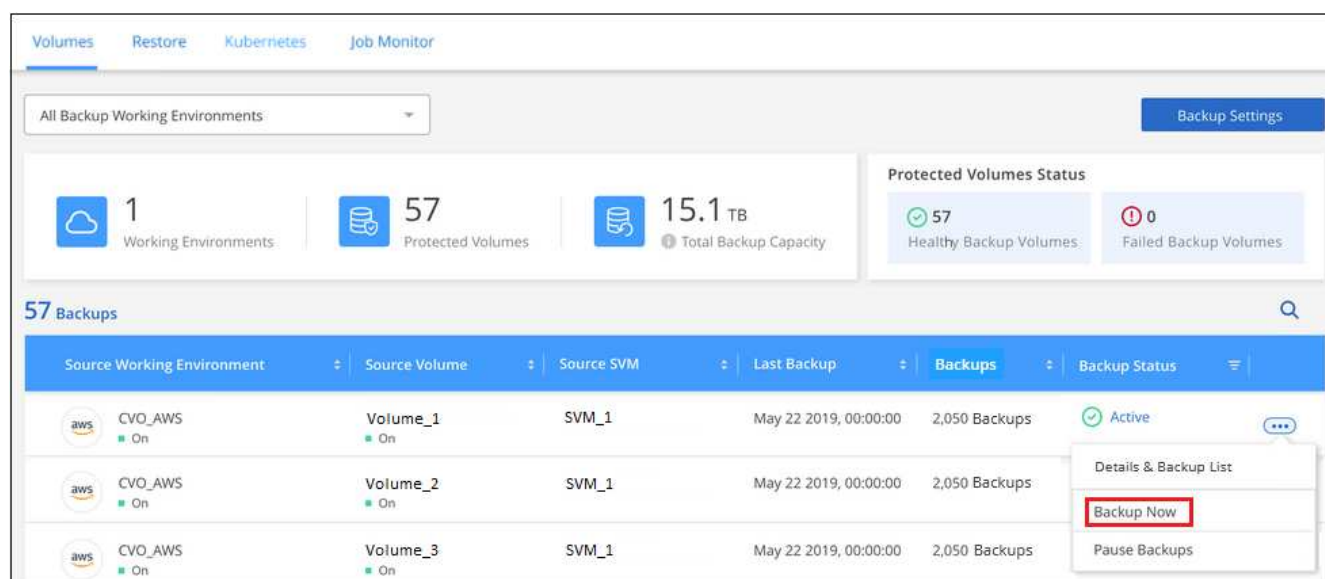 Volumes Restore Kubernetes Job Monitor
All Backup Working Environments
Backup Settings
Protected Volumes Status
1 57 15.1 TB
Working Environments Protected Volumes Total Backup Capacity
57 0
Healthy Backup Volumes Failed Backup Volumes
57 Backups
Source Working Environment Source Volume Source SVM Last Backup Backups Backup Status
aws CVO_AWS Volume_1 SVM_1 May 22 2019, 00:00:00 2,050 Backups Active
On On
Details & Backup List
aws CVO_AWS Volume_2 SVM_1 May 22 2019, 00:00:00 2,050 Backups
On On
Backup Now
aws CVO_AWS Volume_3 SVM_1 May 22 2019, 00:00:00 2,050 Backups
Pause Backups
On On